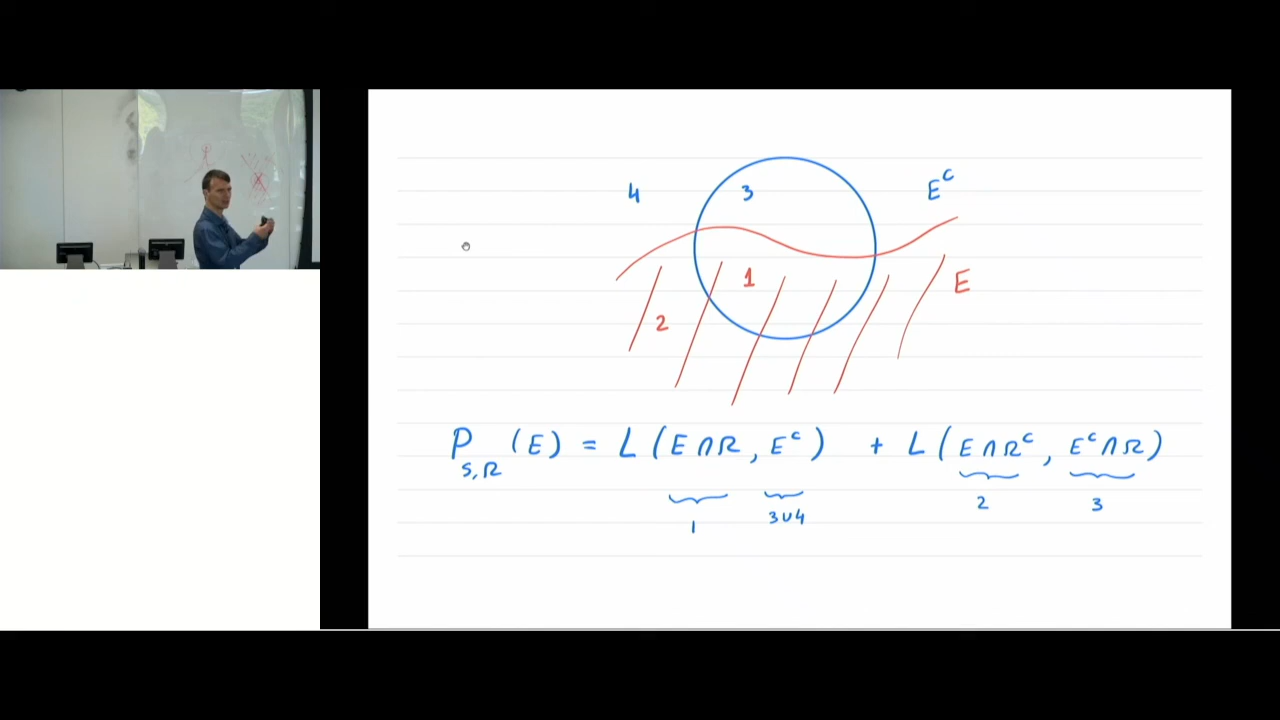 4 3 E^c
1 E
2
P_{s,Ω}(E) = L(E∩Ω, E^c) + L(E∩Ω^c, E^c∩Ω)
1 3∪4 2 3